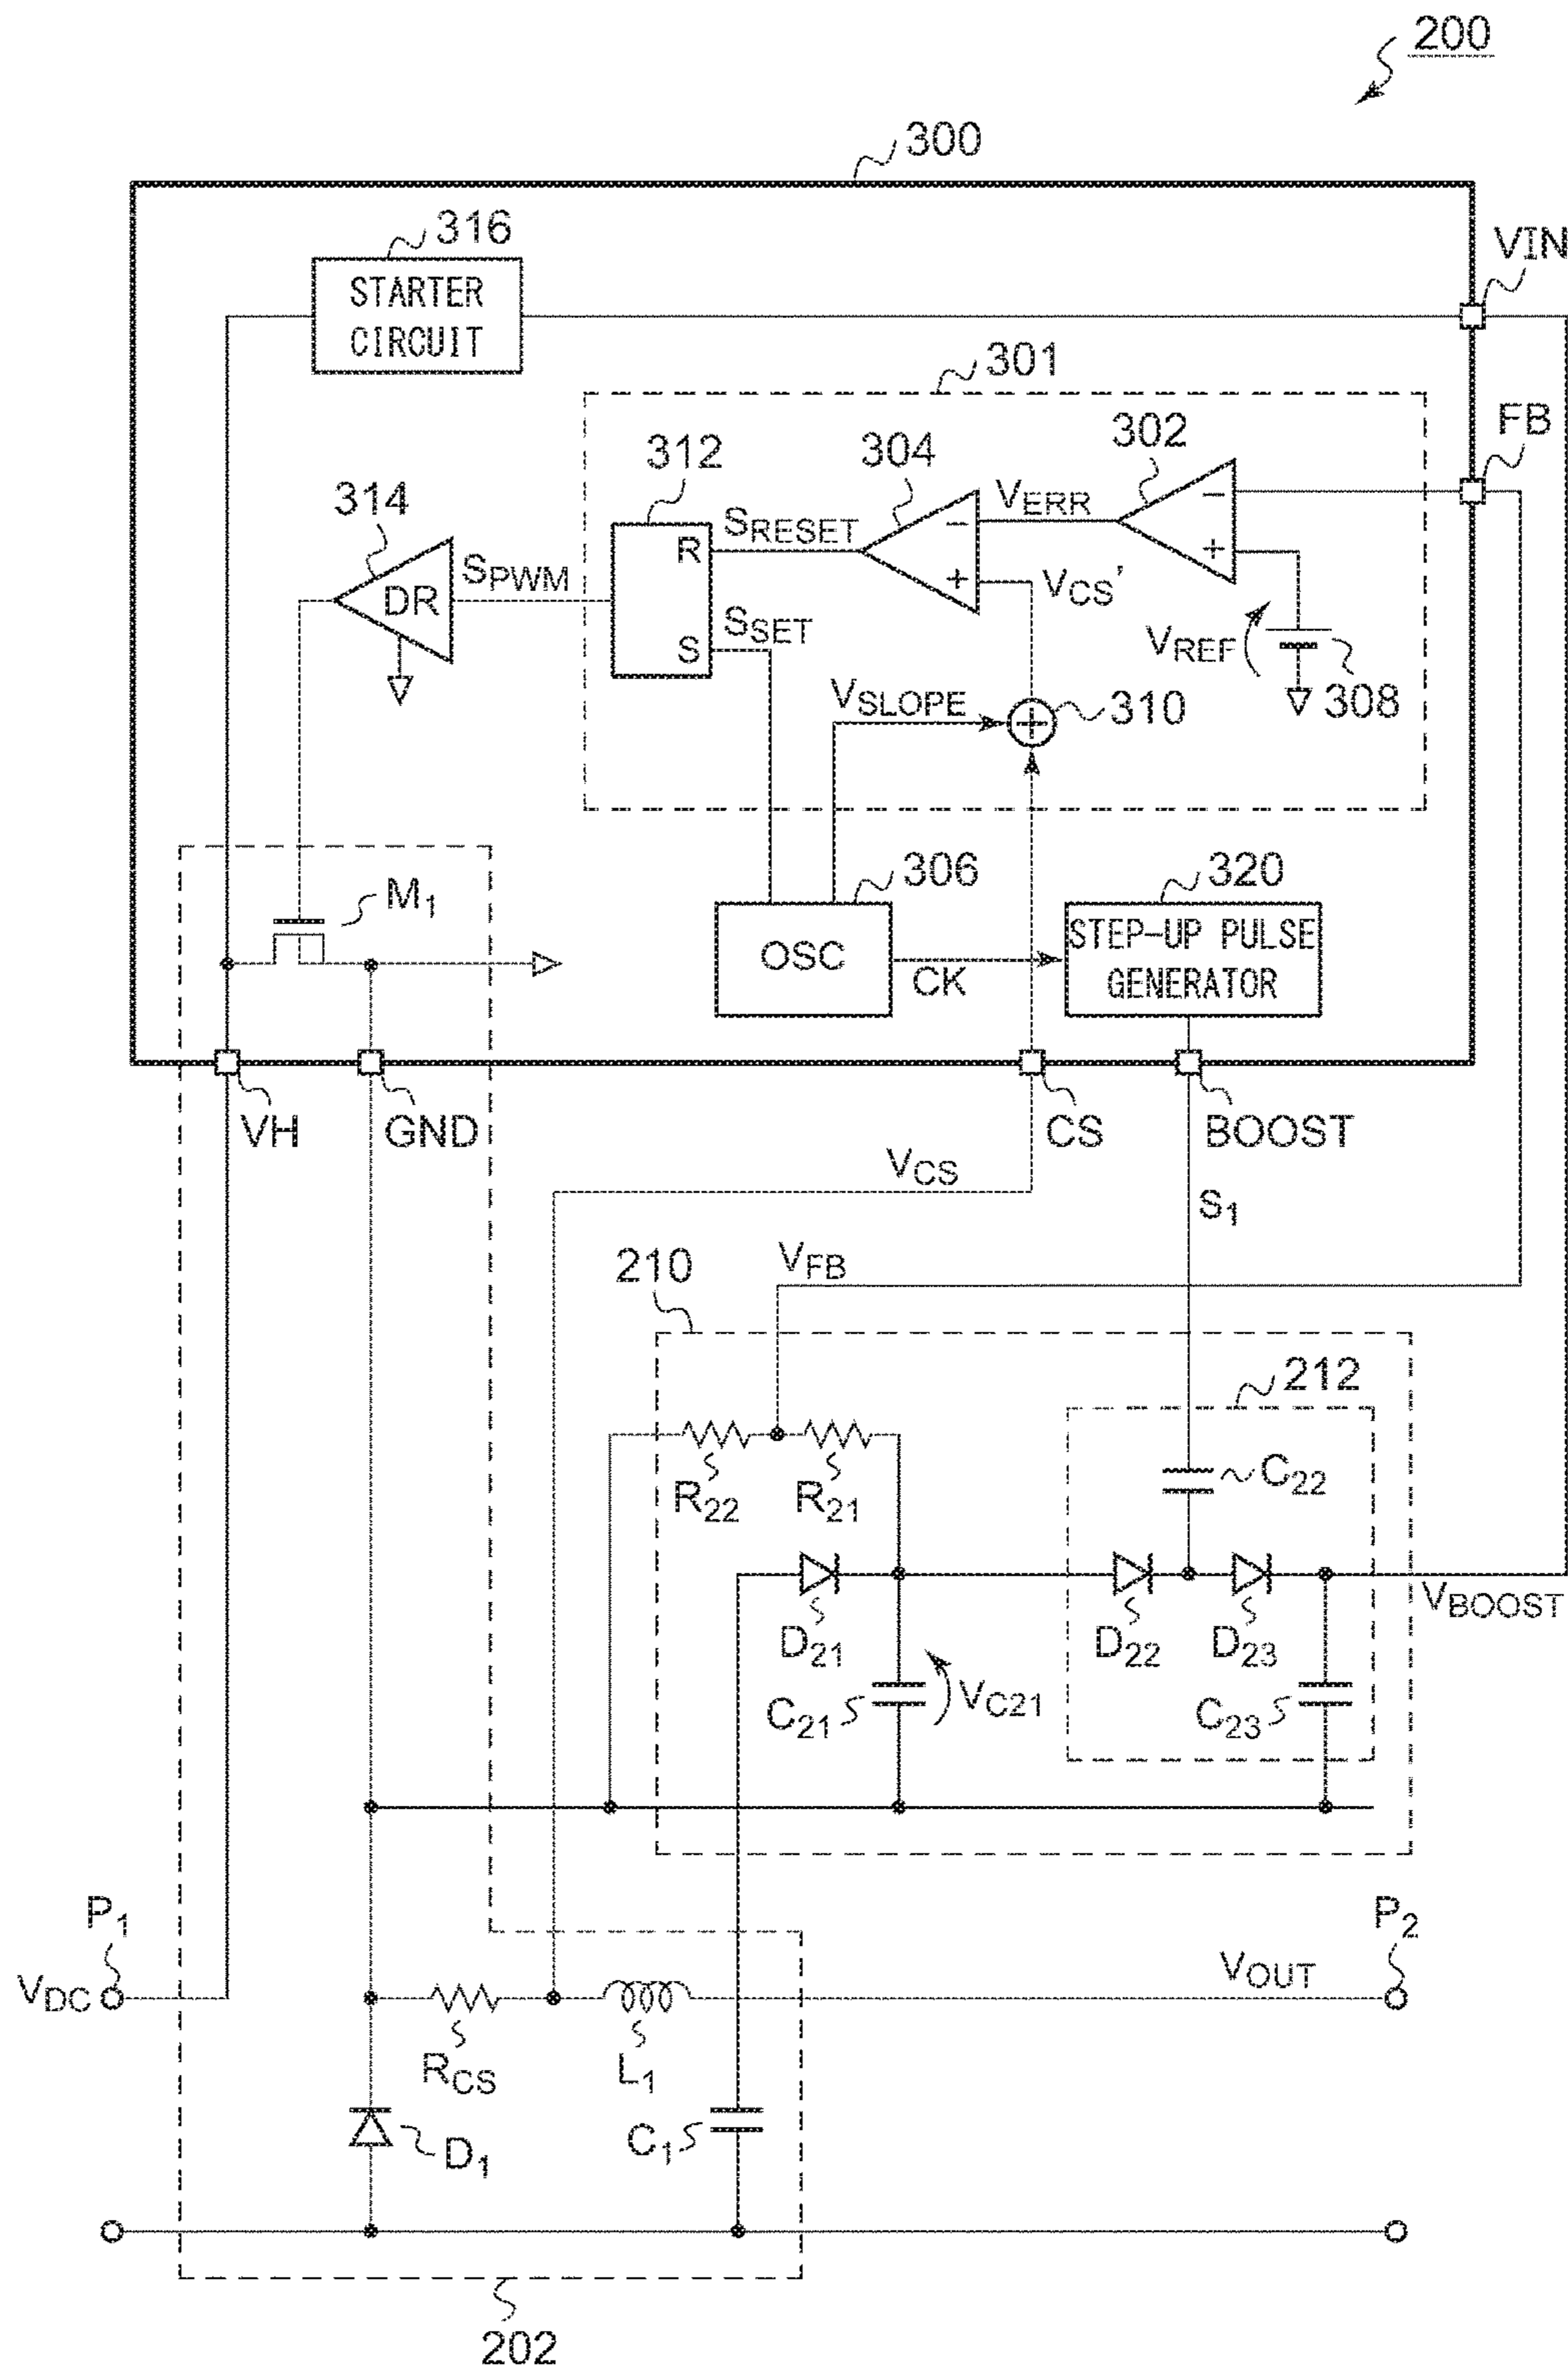 200
300
316
STARTER
CIRCUIT
VIN
301
FB
302
304
312
314
VERR
SRESET
R
−
−
+
+
SPWM
DR
VCS'
SSET
S
VREF
308
VSLOPE
310
+
M1
306
320
OSC
CK
STEP-UP PULSE
GENERATOR
VH
GND
CS
BOOST
VCS
S1
210
VFB
212
R22
R21
C22
D21
D22
D23
VBOOST
C21
VC21
C23
P1
P2
VDC
VOUT
RCS
L1
C1
D1
202